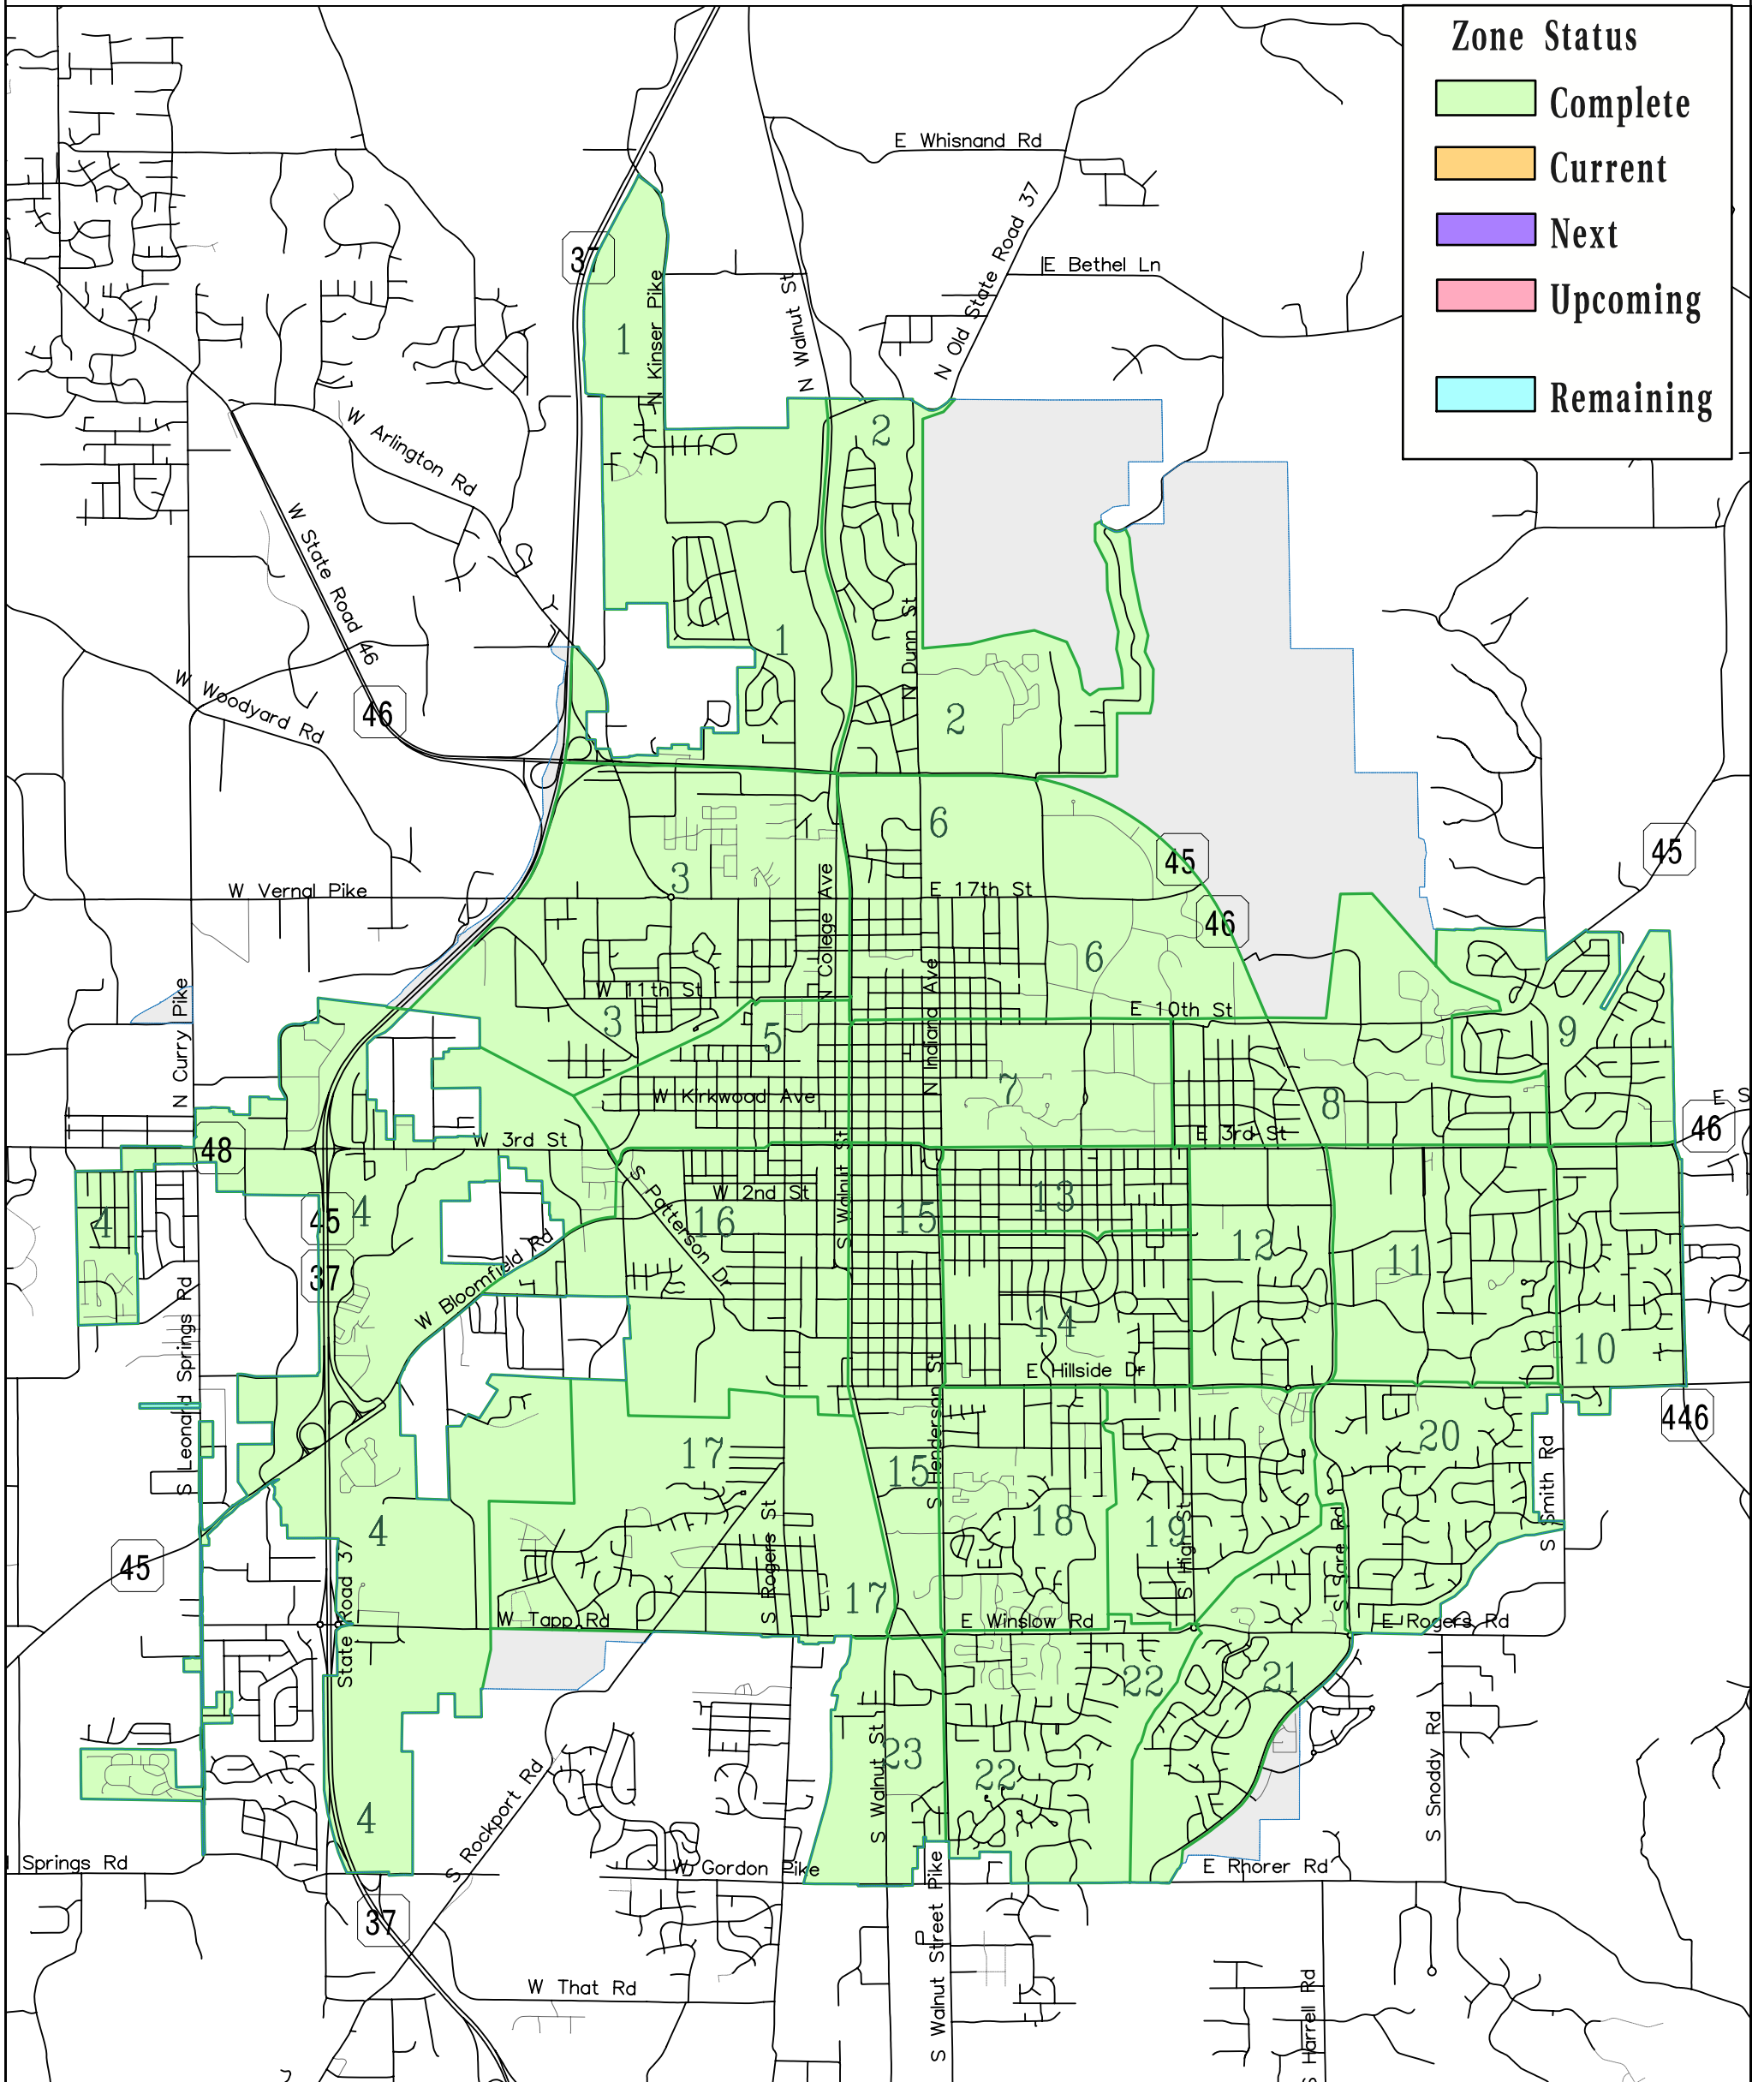 Zone Status
Complete
Current
Next
Upcoming
Remaining
E Whisnand Rd
N Old State Road 37
37
E Bethel Ln
N Kinser Pike
N Walnut St
1
2
W Arlington Rd
W State Road 46
N Dunn St
1
W Woodyard Rd
46
2
6
45
45
3
W Vernal Pike
N College Ave
E 17th St
46
6
N Indiana Ave
W 11th St
N Curry Pike
3
5
E 10th St
9
7
W Kirkwood Ave
8
E S
46
48
W 3rd St
E 3rd St
S Walnut St
S Patterson Dr
W 2nd St
13
4
45
4
16
15
12
11
37
W Bloomfield Rd
S Leonard Springs Rd
14
10
E Hillside Dr
S Henderson St
446
17
20
15
S Smith Rd
4
18
19
S High St
S Sare Rd
45
State Road 37
S Rogers St
17
W Tapp Rd
E Winslow Rd
E Rogers Rd
22
21
S Walnut St
23
22
S Snoddy Rd
4
S Rockport Rd
Springs Rd
W Gordon Pike
E Rhorer Rd
37
S Walnut Street Pike
W That Rd
S Harrell Rd